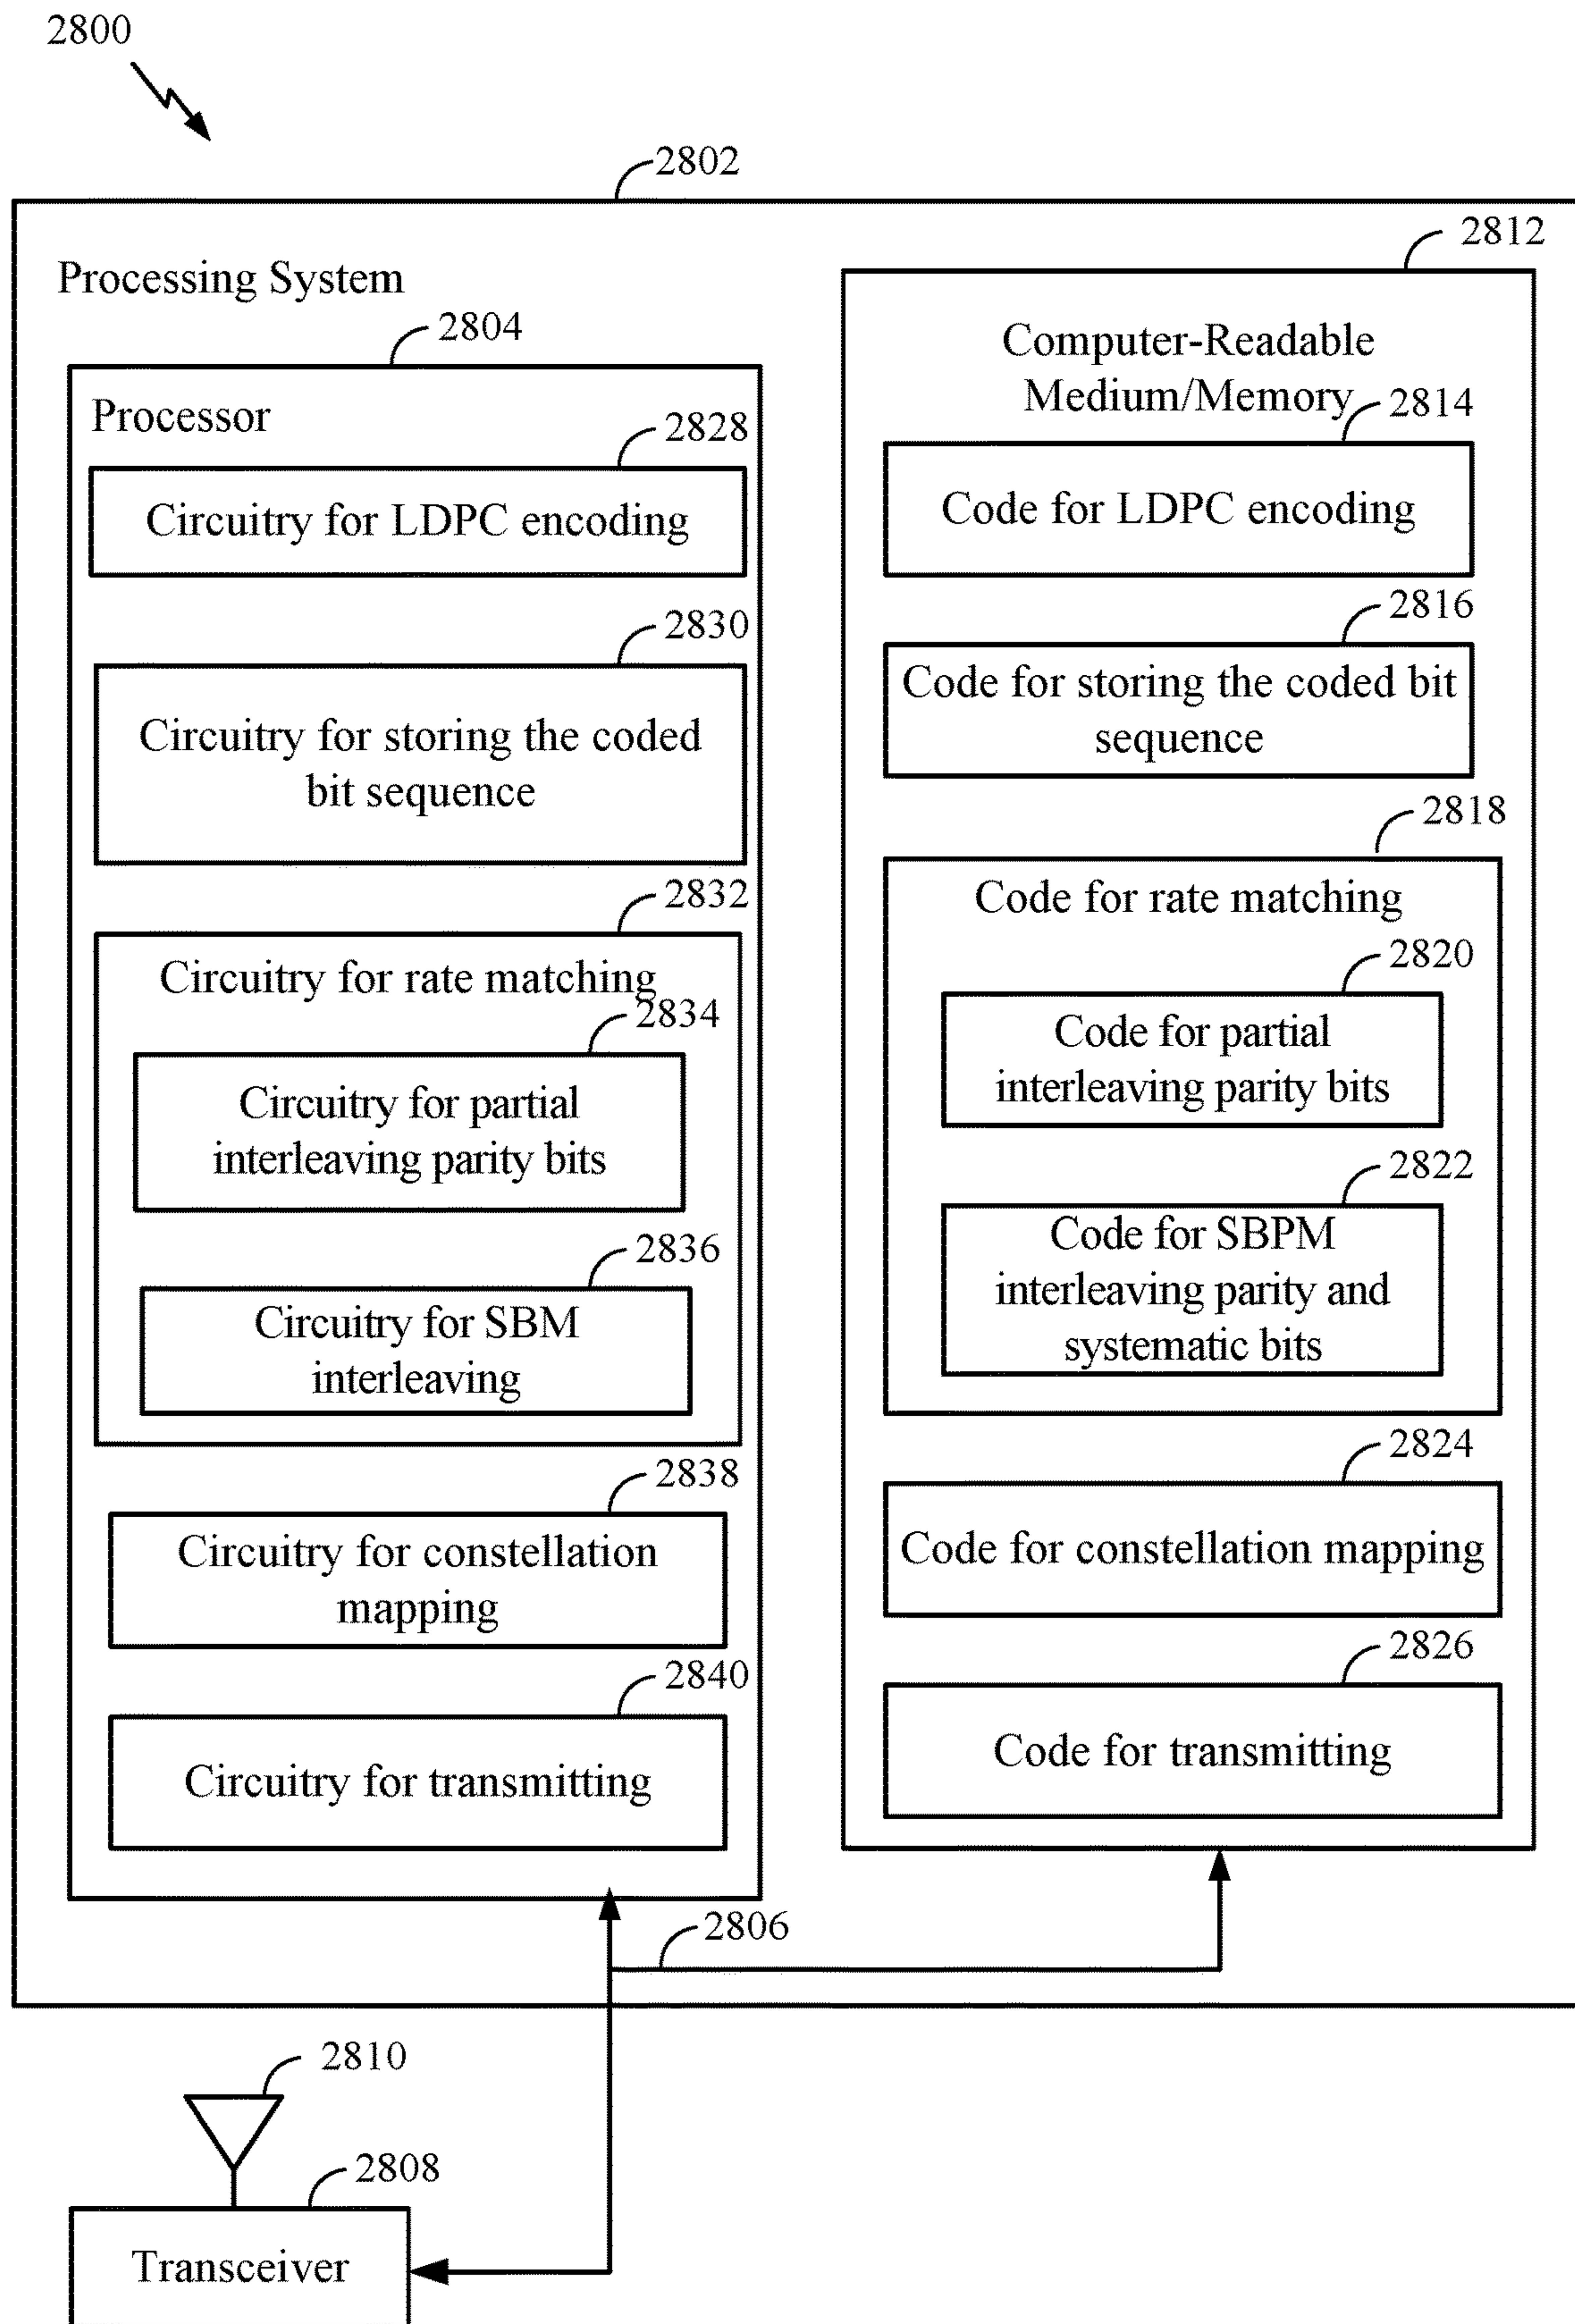 2800
2802
Processing System
2804
Processor
2828
Circuitry for LDPC encoding
2830
Circuitry for storing the coded
bit sequence
2832
Circuitry for rate matching
2834
Circuitry for partial
interleaving parity bits
2836
Circuitry for SBM
interleaving
2838
Circuitry for constellation
mapping
2840
Circuitry for transmitting
2812
Computer-Readable
Medium/Memory
2814
Code for LDPC encoding
2816
Code for storing the coded bit
sequence
2818
Code for rate matching
2820
Code for partial
interleaving parity bits
2822
Code for SBPM
interleaving parity and
systematic bits
2824
Code for constellation mapping
2826
Code for transmitting
2806
2810
2808
Transceiver